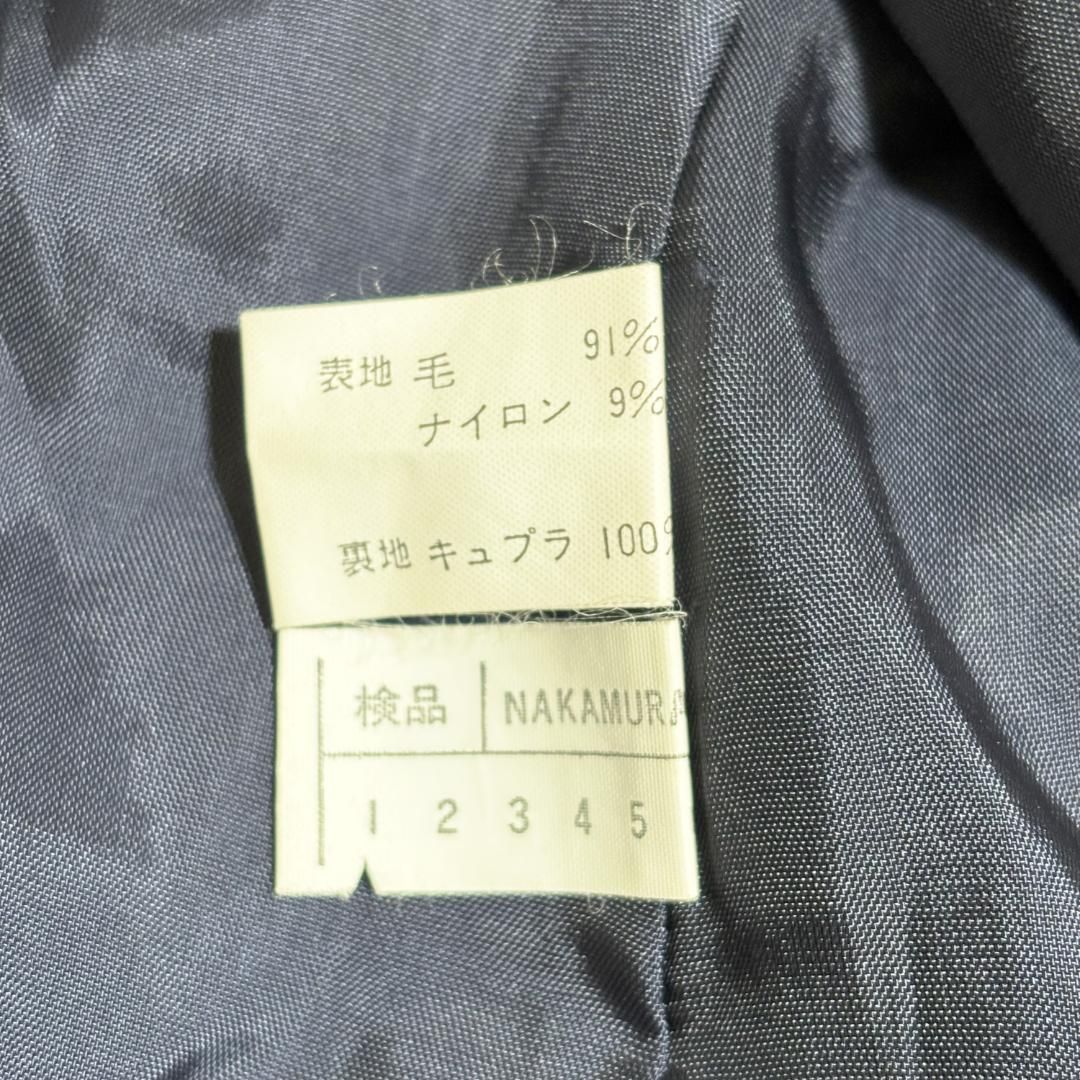 表地 毛 91%
ナイロン 9%
裏地 キュプラ 100%
検品 NAKAMURA
1 2 3 4 5